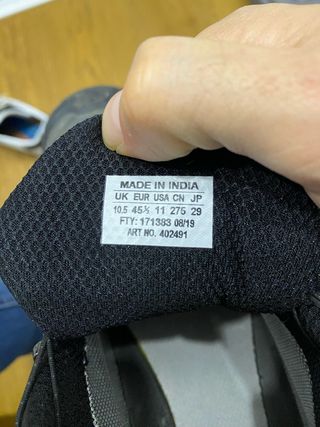 MADE IN INDIA
UK EUR USA CN JP
10.5 45⅓ 11 275 29
FTY: 171383 08/19
ART NO. 402491